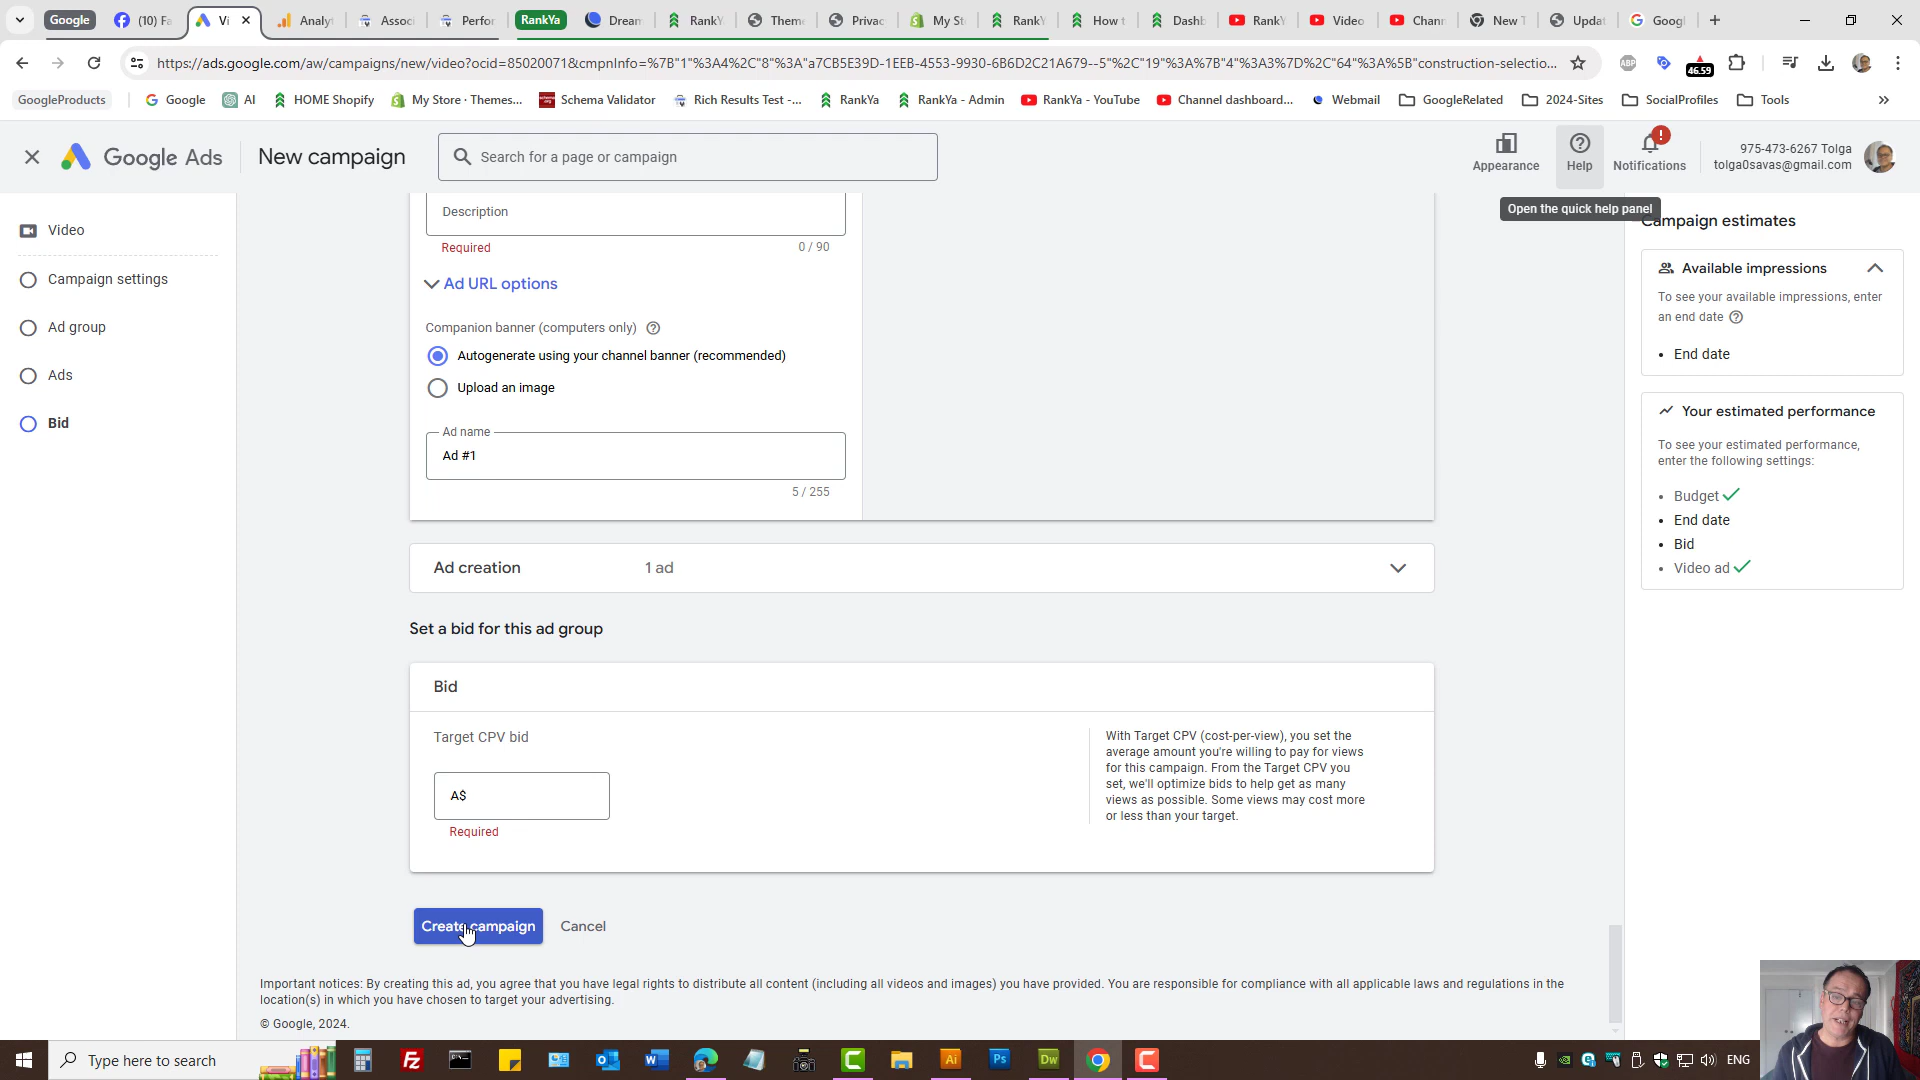 Google
(10) Fa
Vi
Analy
Associ
Perfor
RankYa
Dream
RankY
Theme
Privac
My St
RankY
How t
Dashb
RankY
Video
Chann
New T
Updat
Googl
https://ads.google.com/aw/campaigns/new/video?ocid=85020071&cmpnInfo=%7B"1"%3A4%2C"8"%3A"a7CB5E39D-1EEB-4553-9930-6B6D2C21A679--5"%2C"19"%3A%7B"4"%3A3%7D%2C"64"%3A%5B"construction-selectio...
ABP
46.59
GoogleProducts
Google
AI
HOME Shopify
My Store · Themes...
Schema Validator
Rich Results Test -...
RankYa
RankYa - Admin
RankYa - YouTube
Channel dashboard...
Webmail
GoogleRelated
2024-Sites
SocialProfiles
Tools
Google Ads
New campaign
Search for a page or campaign
Appearance
Help
Notifications
975-473-6267 Tolga
tolga0savas@gmail.com
Open the quick help panel
Video
Campaign settings
Ad group
Ads
Bid
Description
Required
0 / 90
Ad URL options
Companion banner (computers only)
Autogenerate using your channel banner (recommended)
Upload an image
Ad name
Ad #1
5 / 255
Ad creation
1 ad
Set a bid for this ad group
Bid
Target CPV bid
A$
Required
With Target CPV (cost-per-view), you set the
average amount you're willing to pay for views
for this campaign. From the Target CPV you
set, we'll optimize bids to help get as many
views as possible. Some views may cost more
or less than your target.
Create campaign
Cancel
Important notices: By creating this ad, you agree that you have legal rights to distribute all content (including all videos and images) you have provided. You are responsible for compliance with all applicable laws and regulations in the
location(s) in which you have chosen to target your advertising.
© Google, 2024.
Campaign estimates
Available impressions
To see your available impressions, enter
an end date
• End date
Your estimated performance
To see your estimated performance,
enter the following settings:
• Budget
• End date
• Bid
• Video ad
Type here to search
Ai
Ps
Dw
ENG